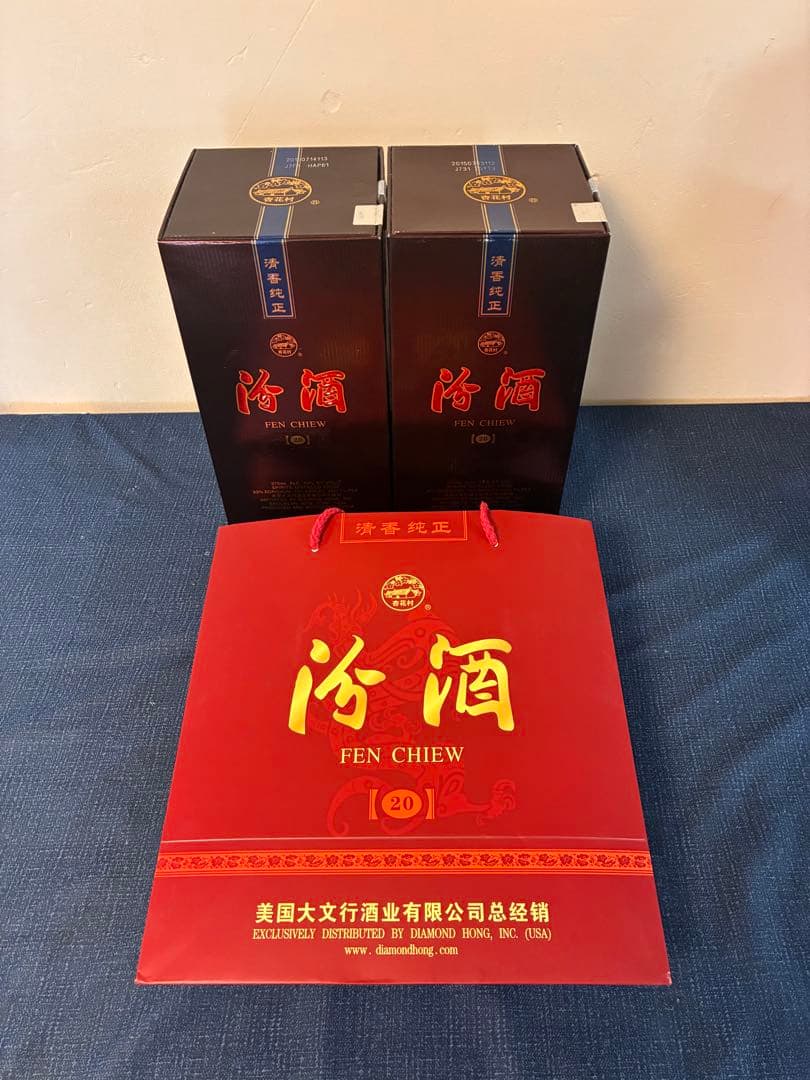 HAP61
杏花村
®
清香纯正
杏花村
®
汾酒
FEN CHIEW
【20】
杏花村
®
清香纯正
杏花村
®
汾酒
FEN CHIEW
【20】
清香纯正
杏花村
®
汾酒
FEN CHIEW
【20】
美国大文行酒业有限公司总经销
EXCLUSIVELY DISTRIBUTED BY DIAMOND HONG, INC. (USA)
www. diamondhong. com